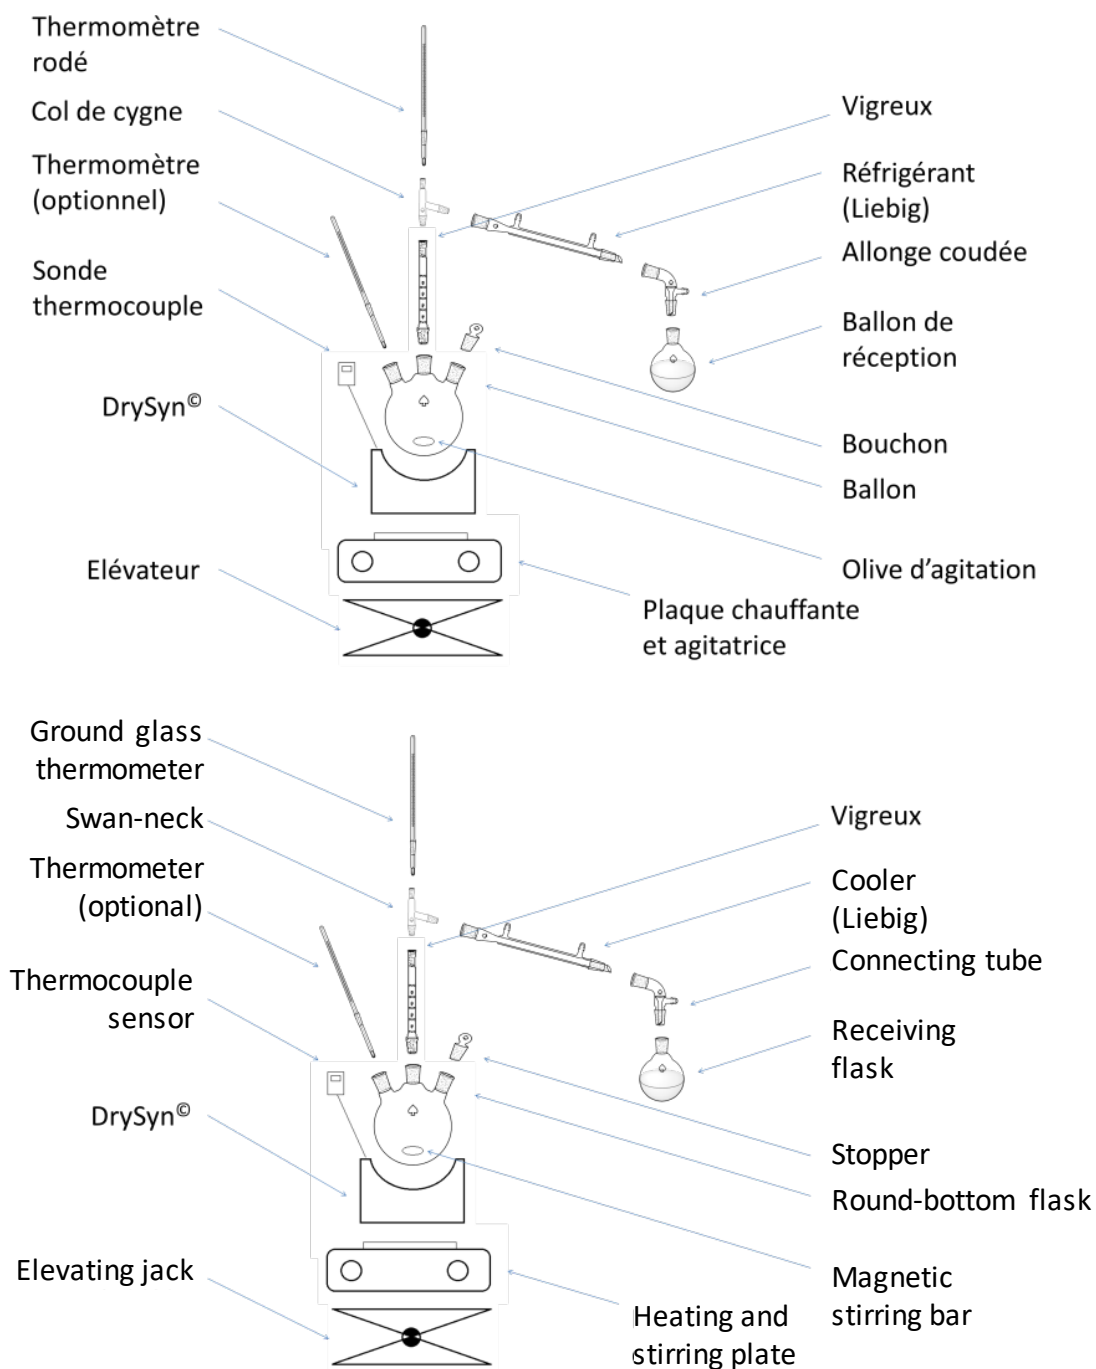 Thermomètre
rodé
Col de cygne
Thermomètre
(optionnel)
Sonde
thermocouple
DrySyn©
Elévateur
Vigreux
Réfrigérant
(Liebig)
Allonge coudée
Ballon de
réception
Bouchon
Ballon
Olive d'agitation
Plaque chauffante
et agitatrice
Ground glass
thermometer
Swan-neck
Thermometer
(optional)
Thermocouple
sensor
DrySyn©
Elevating jack
Vigreux
Cooler
(Liebig)
Connecting tube
Receiving
flask
Stopper
Round-bottom flask
Magnetic
stirring bar
Heating and
stirring plate